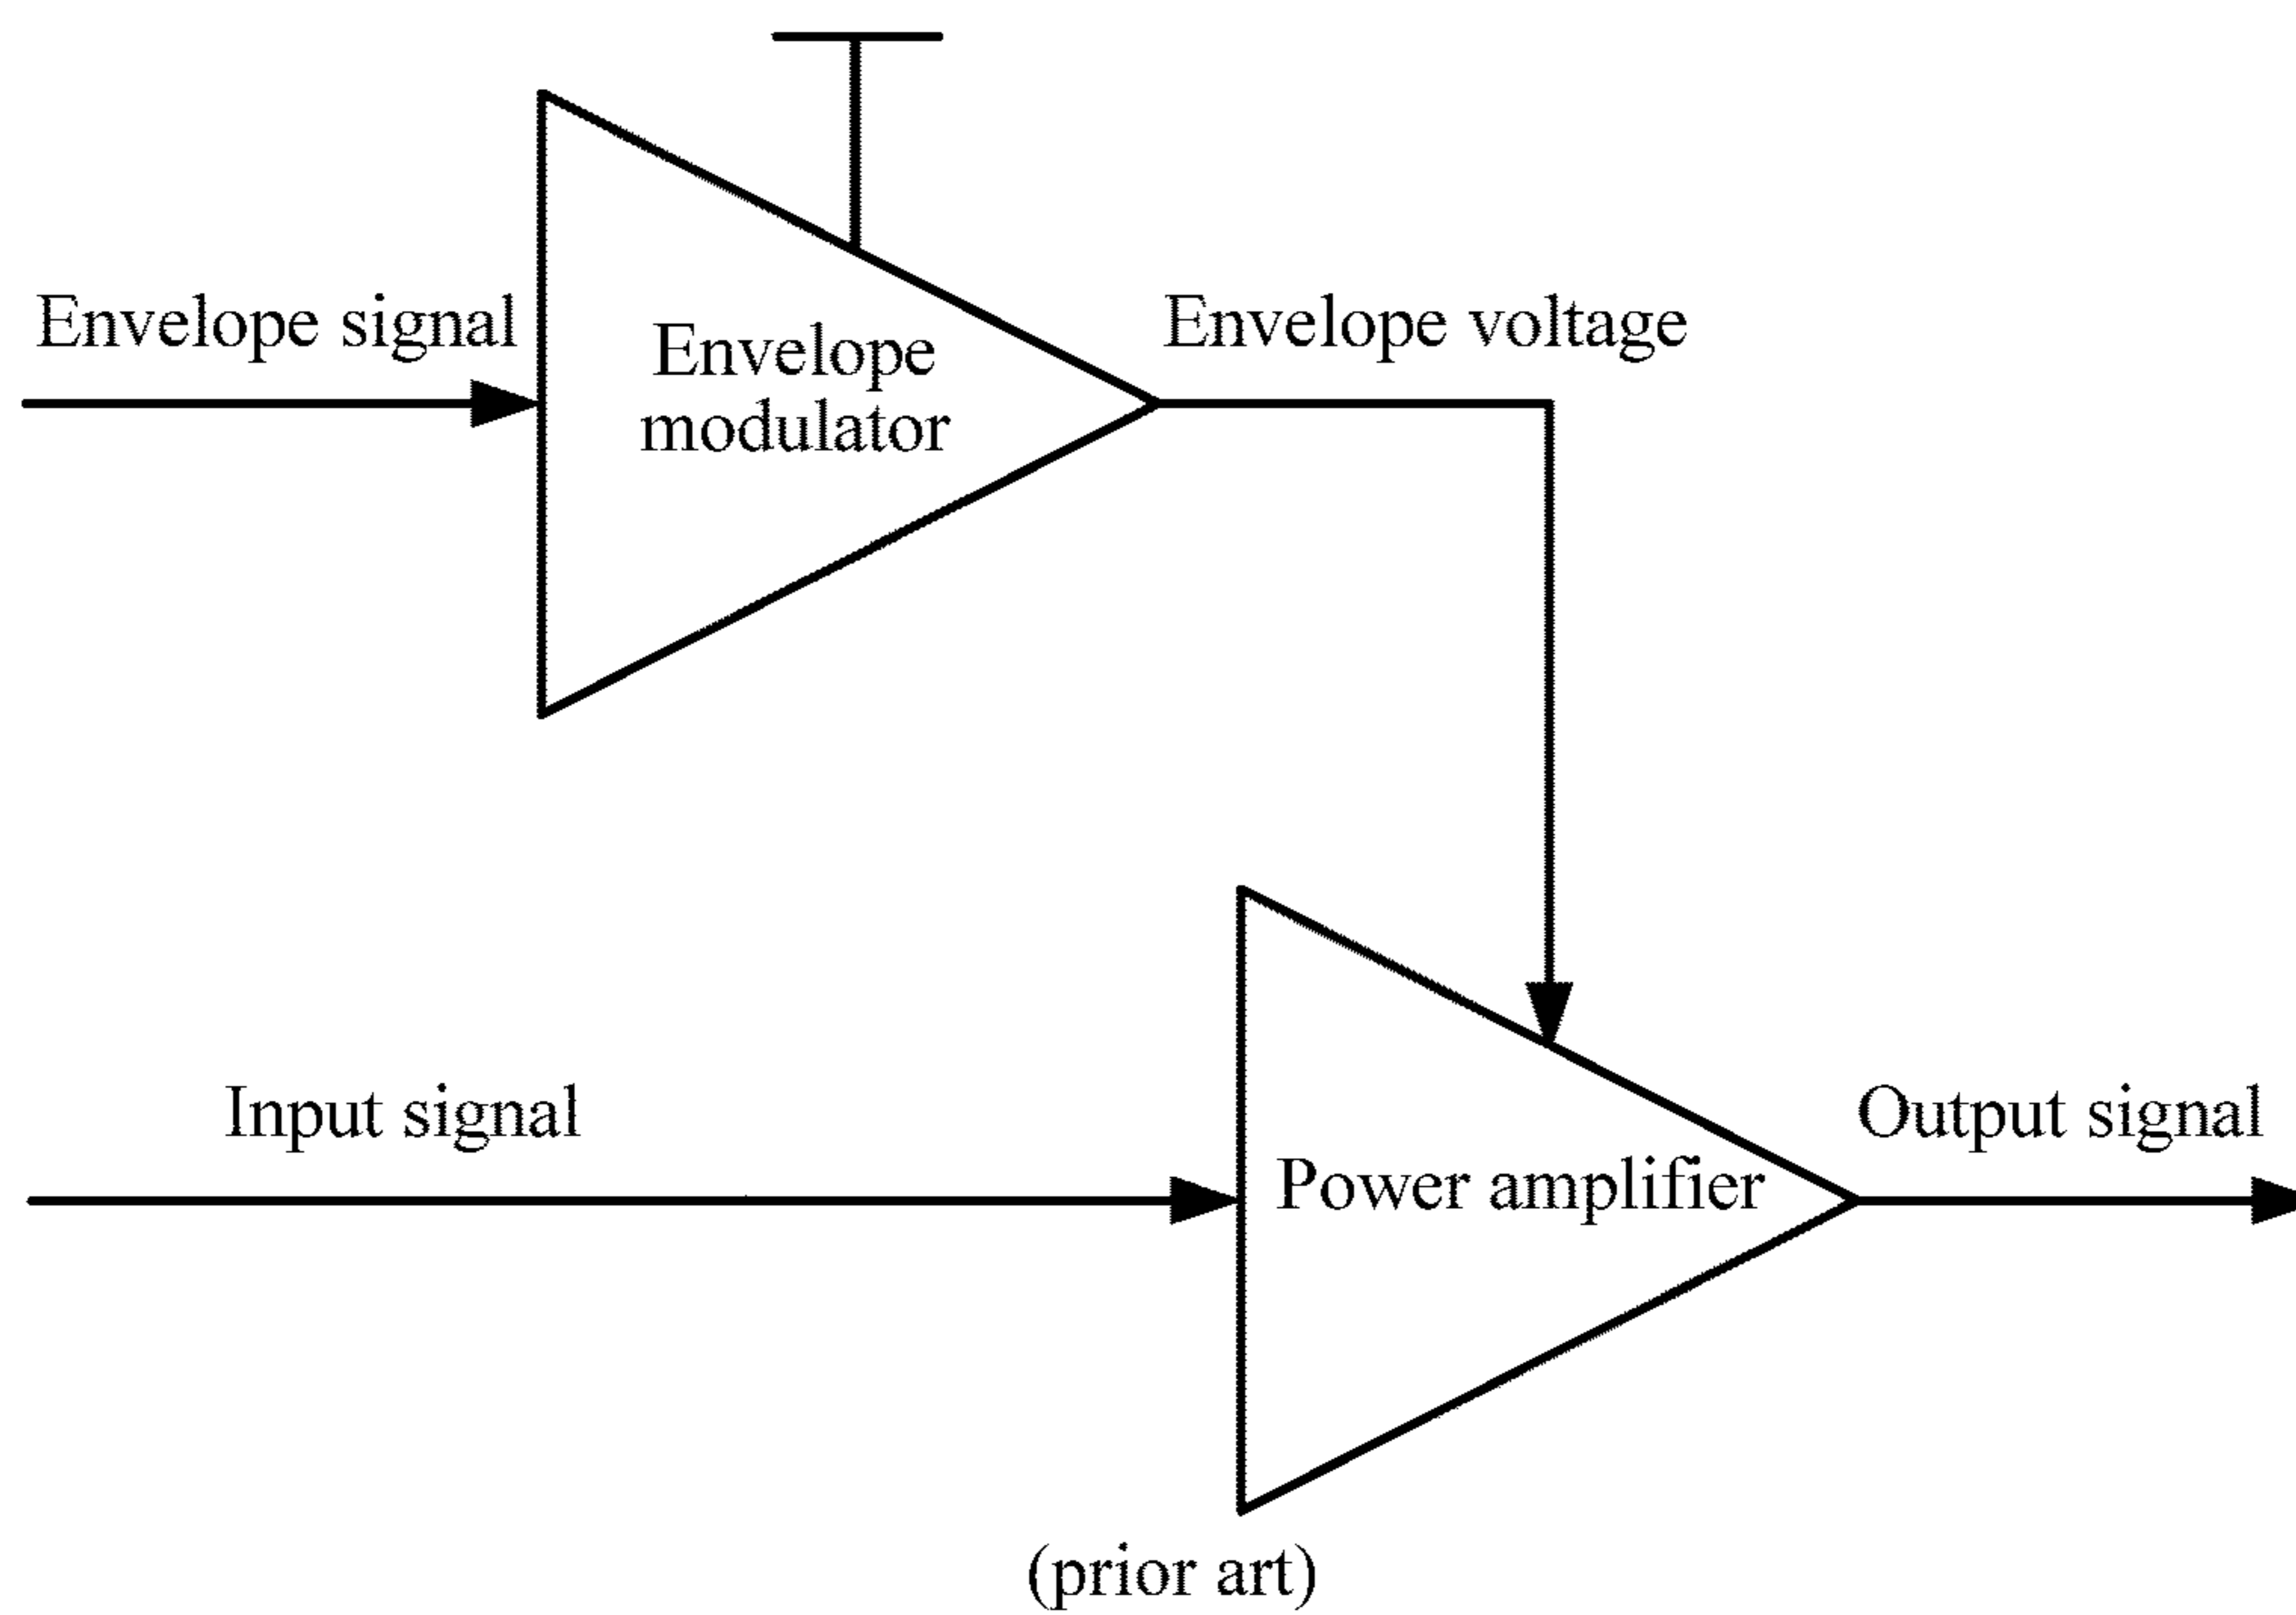 Envelope signal
Envelope
modulator
Envelope voltage
Input signal
Power amplifier
Output signal
(prior art)